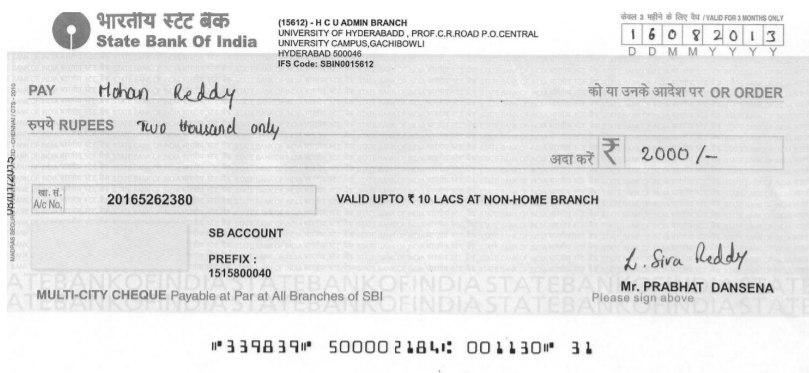 भारतीय स्टेट बैंक
State Bank Of India
(15612) - H C U ADMIN BRANCH
UNIVERSITY OF HYDERABADD , PROF.C.R.ROAD P.O.CENTRAL
UNIVERSITY CAMPUS,GACHIBOWLI
HYDERABAD 500046
IFS Code: SBIN0015612
केवल 3 महीने के लिए वैध / VALID FOR 3 MONTHS ONLY
1 6 0 8 2 0 1 3
D D M M Y Y Y Y
PAY Mohan Reddy को या उनके आदेश पर OR ORDER
रुपये RUPEES Two thousand only
अदा करें ₹ 2000/-
खा. सं.
A/c No. 20165262380
VALID UPTO ₹ 10 LACS AT NON-HOME BRANCH
SB ACCOUNT
PREFIX :
1515800040
L. Siva Reddy
Mr. PRABHAT DANSENA
Please sign above
MULTI-CITY CHEQUE Payable at Par at All Branches of SBI
STATEBANKOFINDIASTATEBANKOFINDIASTATEBANKOFINDIA
⑈339839⑈ 500002184⑆ 001130⑈ 31